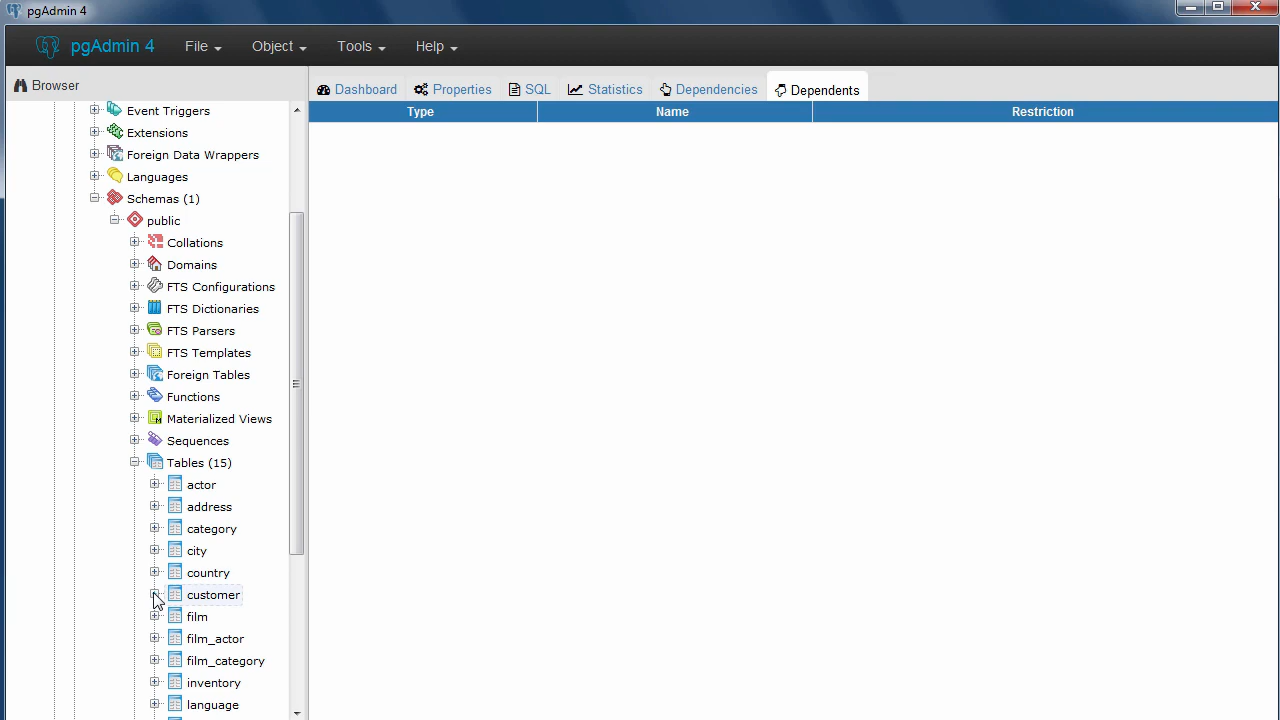 pgAdmin 4
pgAdmin 4 File Object Tools Help
Browser
Dashboard Properties SQL Statistics Dependencies Dependents
Type Name Restriction
Event Triggers
Extensions
Foreign Data Wrappers
Languages
Schemas (1)
public
Collations
Domains
FTS Configurations
FTS Dictionaries
FTS Parsers
FTS Templates
Foreign Tables
Functions
Materialized Views
Sequences
Tables (15)
actor
address
category
city
country
customer
film
film_actor
film_category
inventory
language